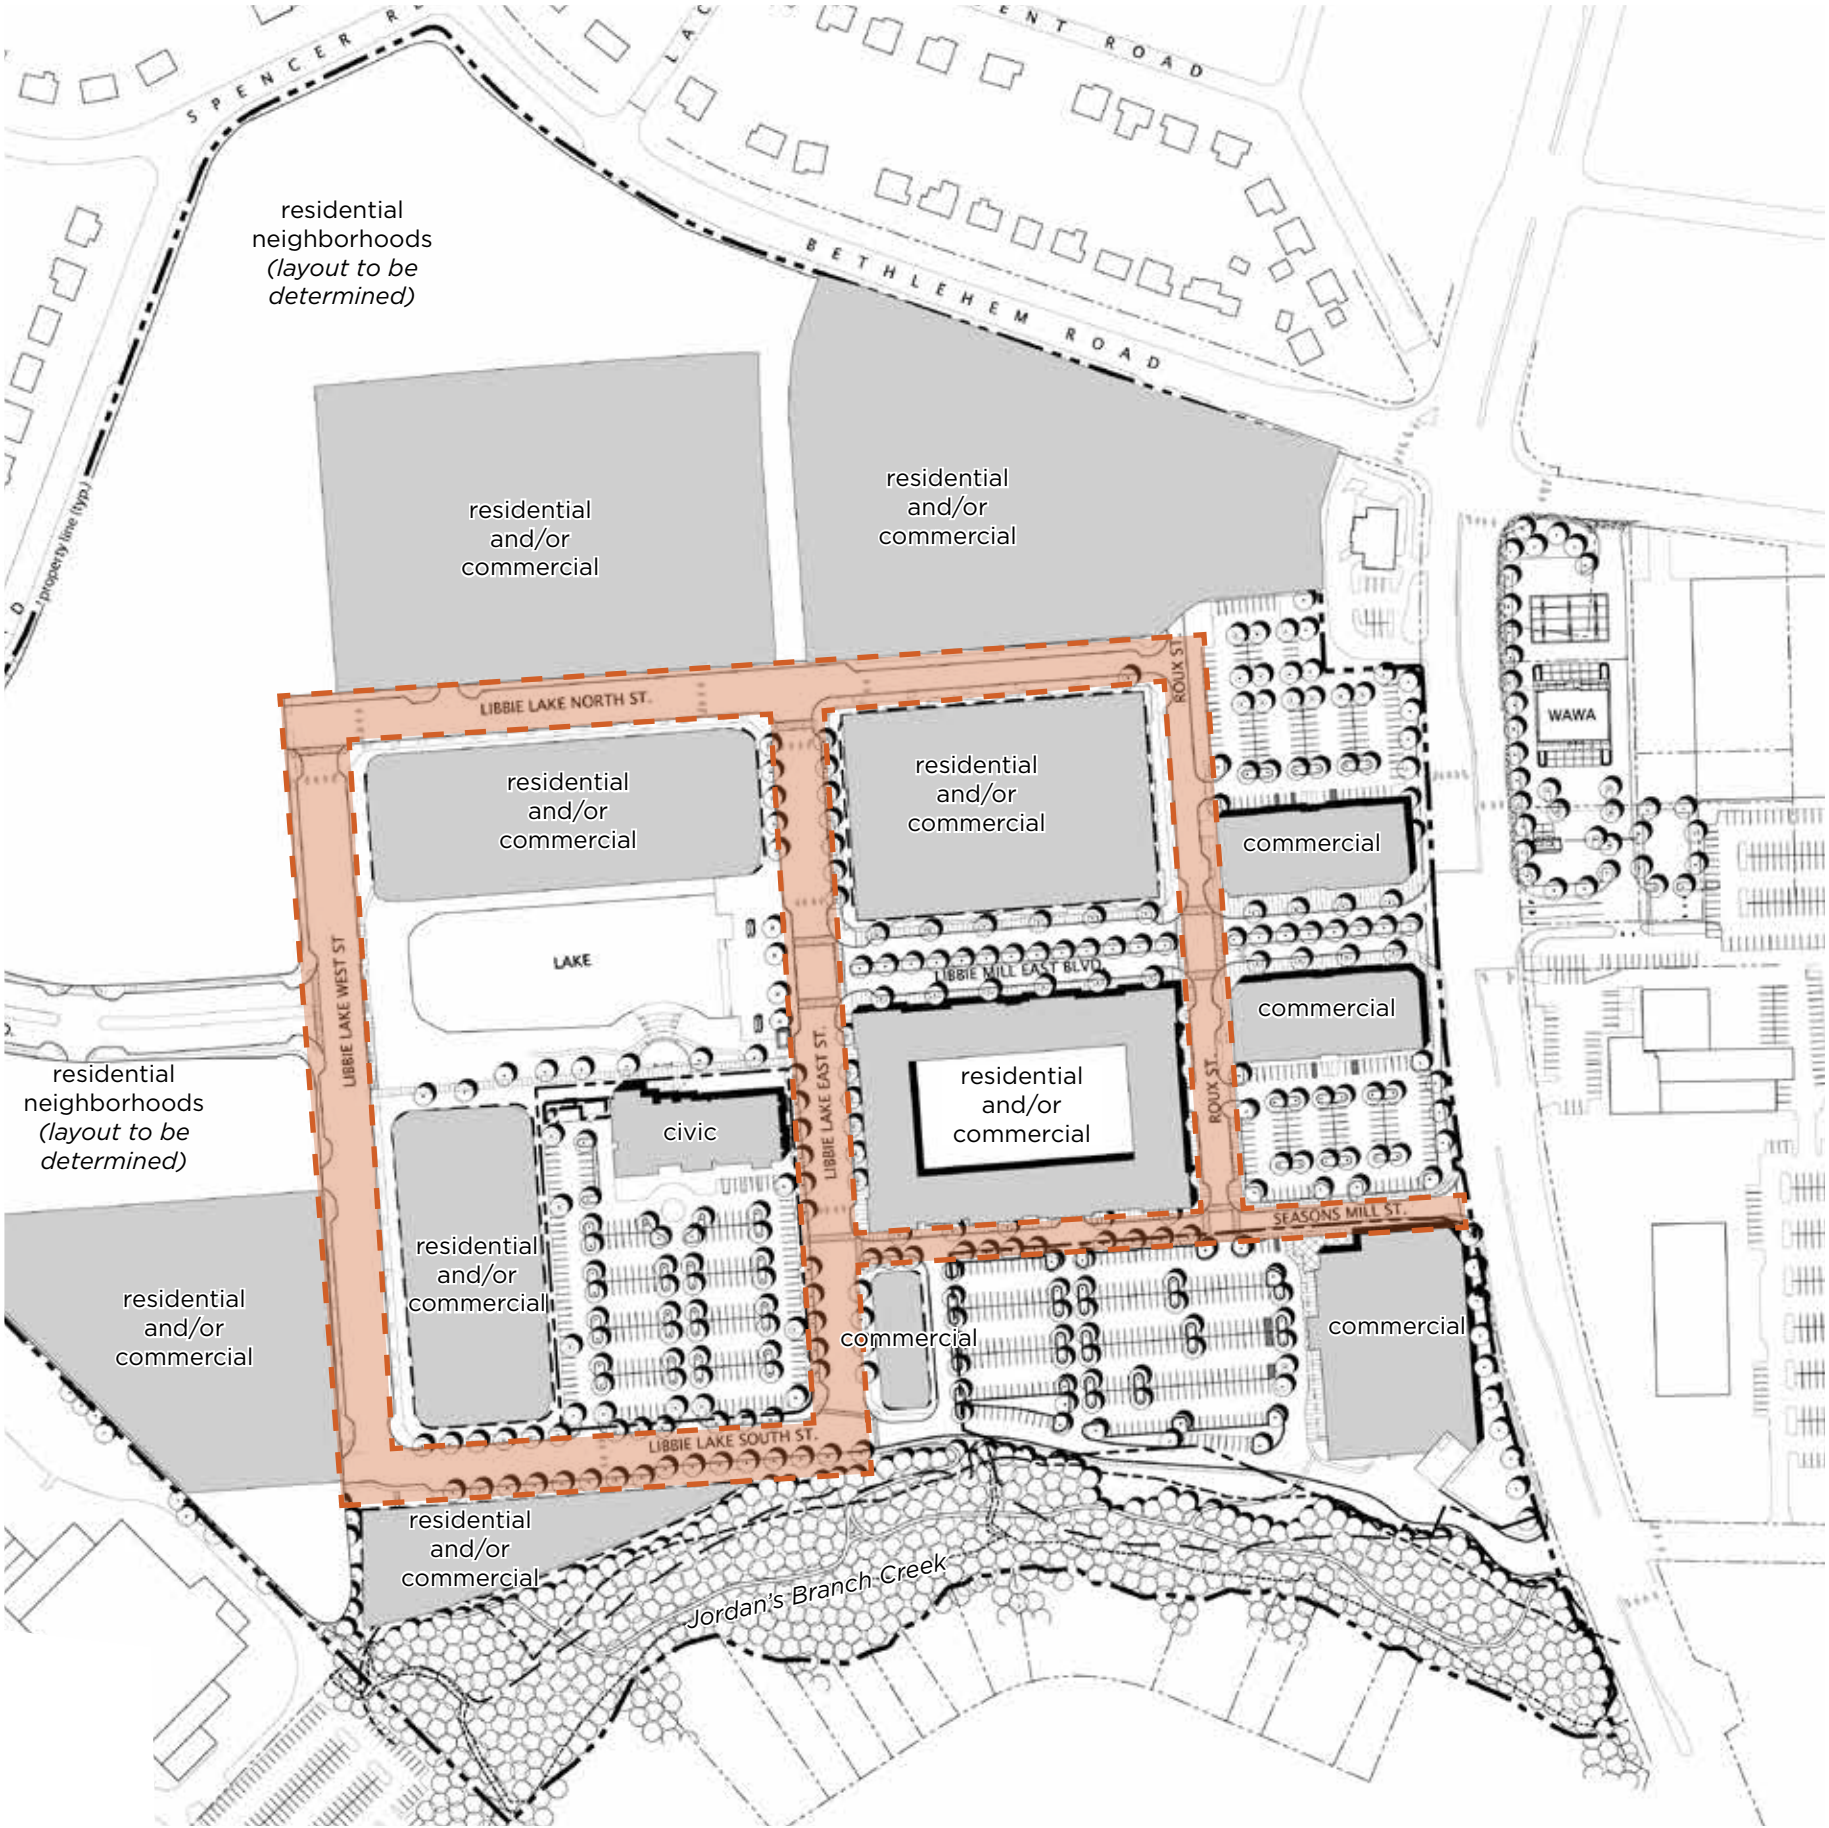 SPENCER
LAC
ENT ROAD
residential
neighborhoods
(layout to be
determined)
BETHLEHEM ROAD
property line (typ.)
D
residential
and/or
commercial
residential
and/or
commercial
LIBBIE LAKE NORTH ST.
ROUX ST.
WAWA
residential
and/or
commercial
residential
and/or
commercial
commercial
LIBBIE LAKE WEST ST
LAKE
LIBBIE MILL EAST BLVD
commercial
D.
residential
neighborhoods
(layout to be
determined)
LIBBIE LAKE EAST ST.
civic
residential
and/or
commercial
ROUX ST.
SEASONS MILL ST.
residential
and/or
commercial
residential
and/or
commercial
commercial
commercial
LIBBIE LAKE SOUTH ST.
residential
and/or
commercial
Jordan's Branch Creek